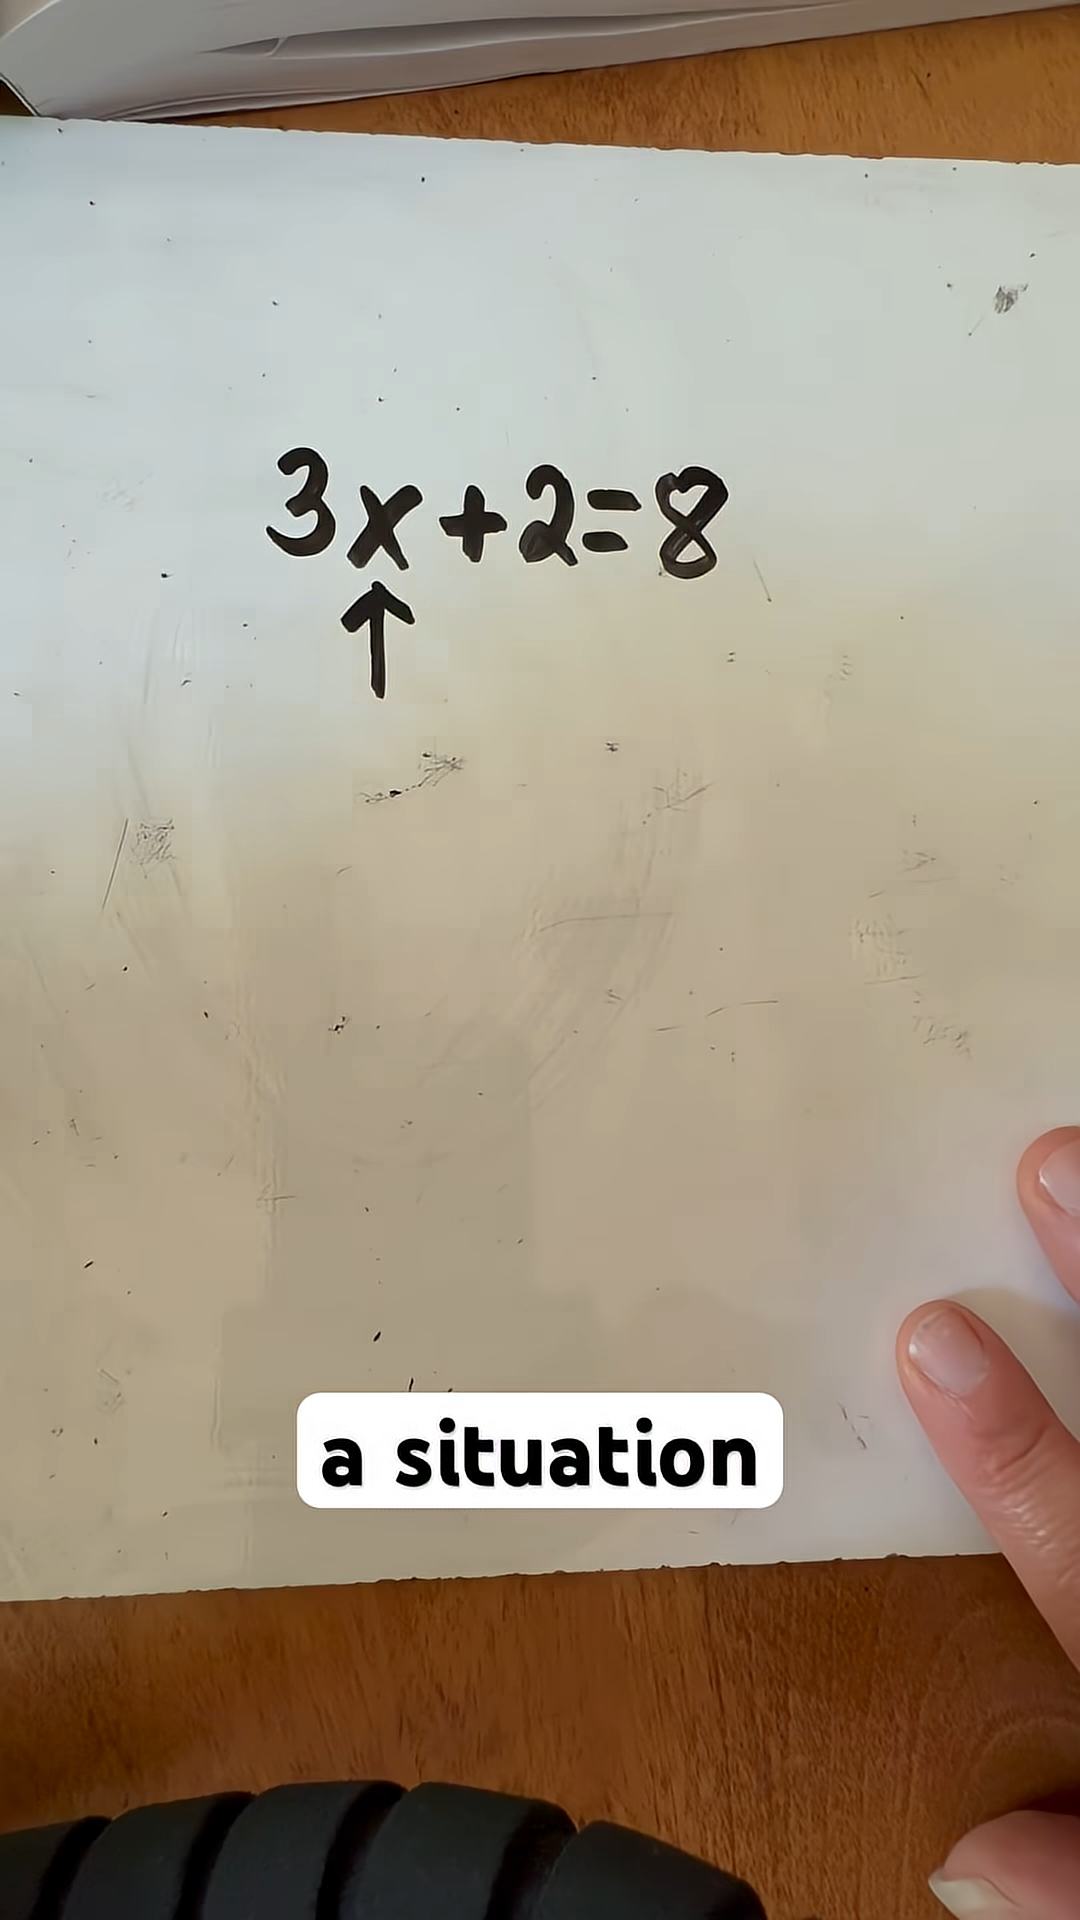 3x+2=8
↑
a situation